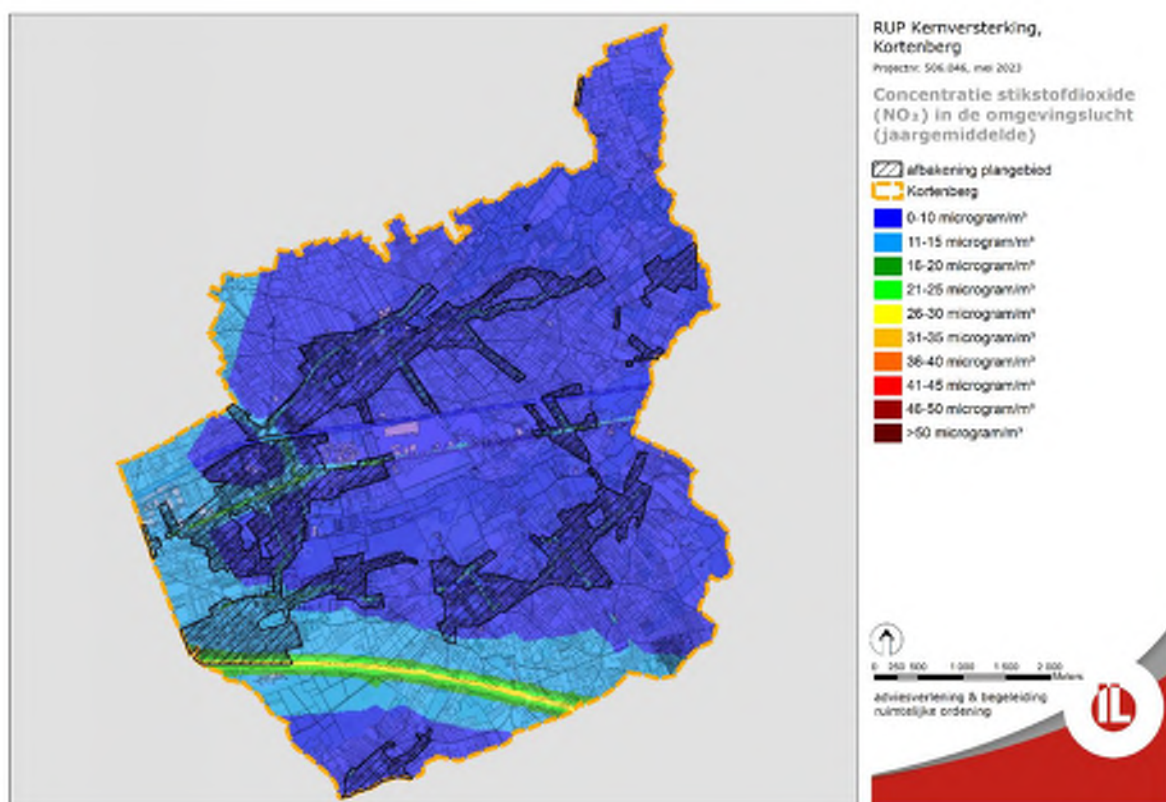 RUP Kernversterking,
Kortenberg
Projectnr. 506.046, mei 2023
Concentratie stikstofdioxide
(NO₂) in de omgevingslucht
(jaargemiddelde)
afbakening plangebied
Kortenberg
0-10 microgram/m³
11-15 microgram/m³
16-20 microgram/m³
21-25 microgram/m³
26-30 microgram/m³
31-35 microgram/m³
36-40 microgram/m³
41-45 microgram/m³
46-50 microgram/m³
>50 microgram/m³
0 250 500 1 000 1 500 2 000
Meters
adviesverlening & begeleiding
ruimtelijke ordening
IL